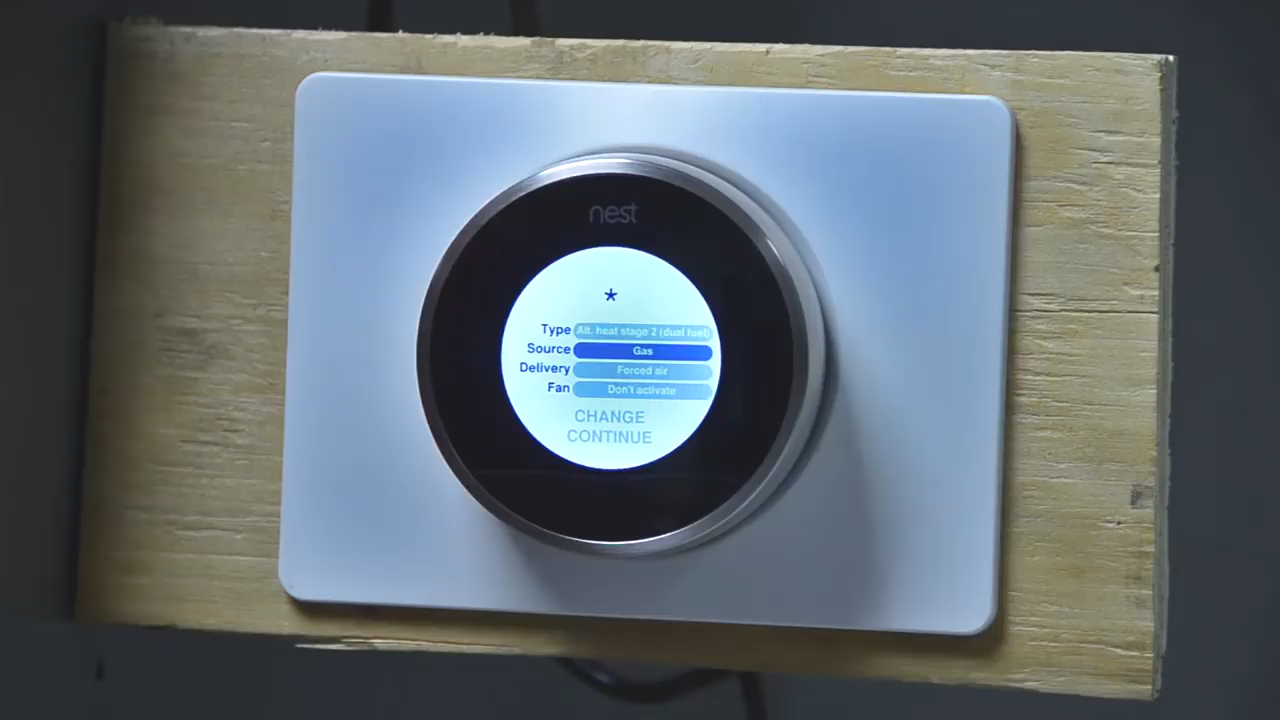 nest
*
Type Alt. heat stage 2 (dual fuel)
Source Gas
Delivery Forced air
Fan Don't activate
CHANGE
CONTINUE